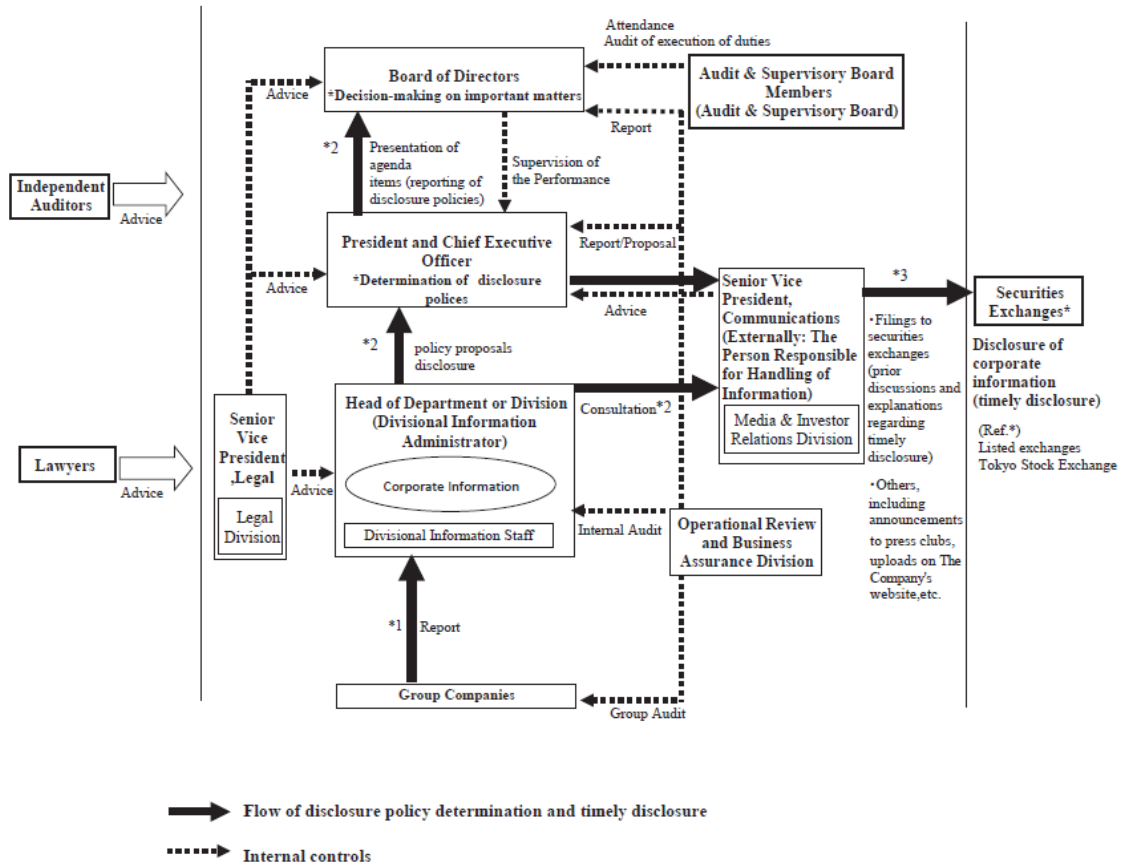 Attendance
Audit of execution of duties
Board of Directors
*Decision-making on important matters
Audit & Supervisory Board
Members
(Audit & Supervisory Board)
Advice
Report
*2
Presentation of
agenda
items (reporting of
disclosure policies)
Supervision of
the Performance
Independent
Auditors
Advice
President and Chief Executive
Officer
*Determination of disclosure
polices
Report/Proposal
Advice
Advice
Senior Vice
President,
Communications
(Externally: The
Person Responsible
for Handling of
Information)
Media & Investor
Relations Division
*3
・Filings to
securities
exchanges
(prior
discussions and
explanations
regarding
timely
disclosure)
・Others,
including
announcements
to press clubs,
uploads on The
Company's
website,etc.
Securities
Exchanges*
Disclosure of
corporate
information
(timely disclosure)
(Ref.*)
Listed exchanges
Tokyo Stock Exchange
*2
policy proposals
disclosure
Head of Department or Division
(Divisional Information
Administrator)
Corporate Information
Divisional Information Staff
Consultation*2
Senior
Vice
President
,Legal
Legal
Division
Advice
Lawyers
Advice
Internal Audit
Operational Review
and Business
Assurance Division
*1
Report
Group Companies
Group Audit
Flow of disclosure policy determination and timely disclosure
Internal controls